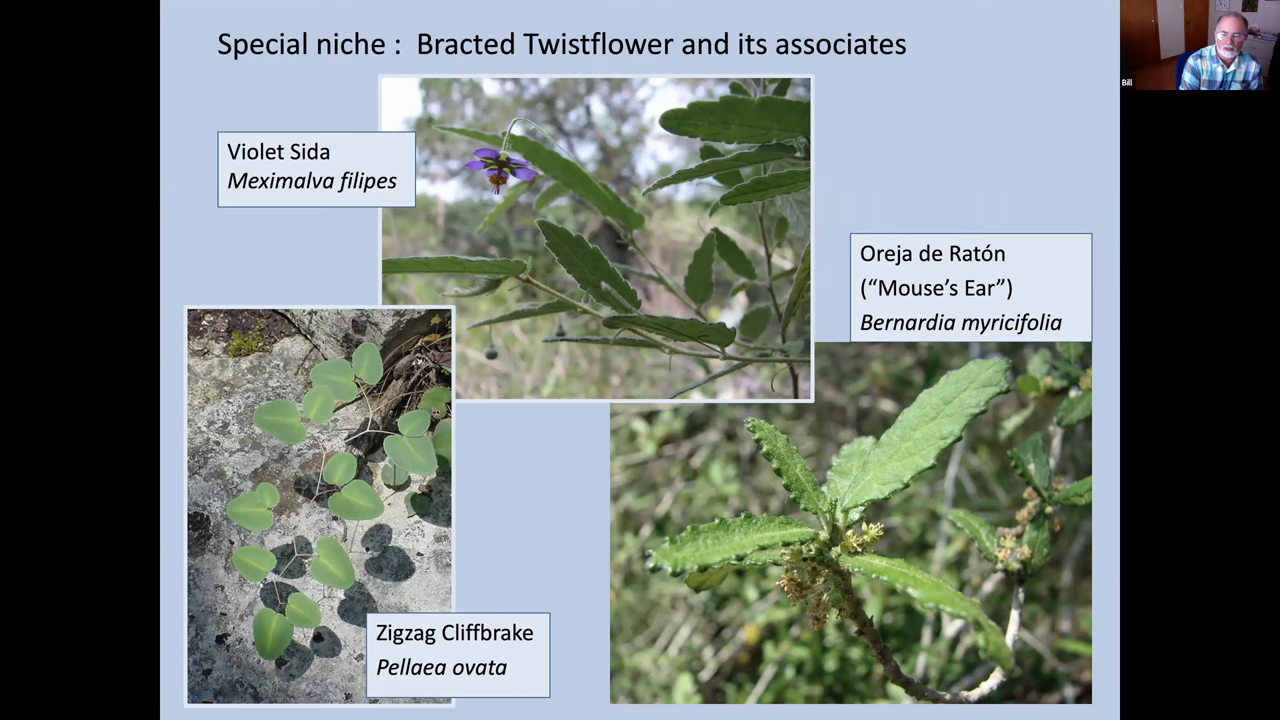 Special niche : Bracted Twistflower and its associates
Bill
Violet Sida
Meximalva filipes
Oreja de Ratón
(“Mouse’s Ear”)
Bernardia myricifolia
Zigzag Cliffbrake
Pellaea ovata